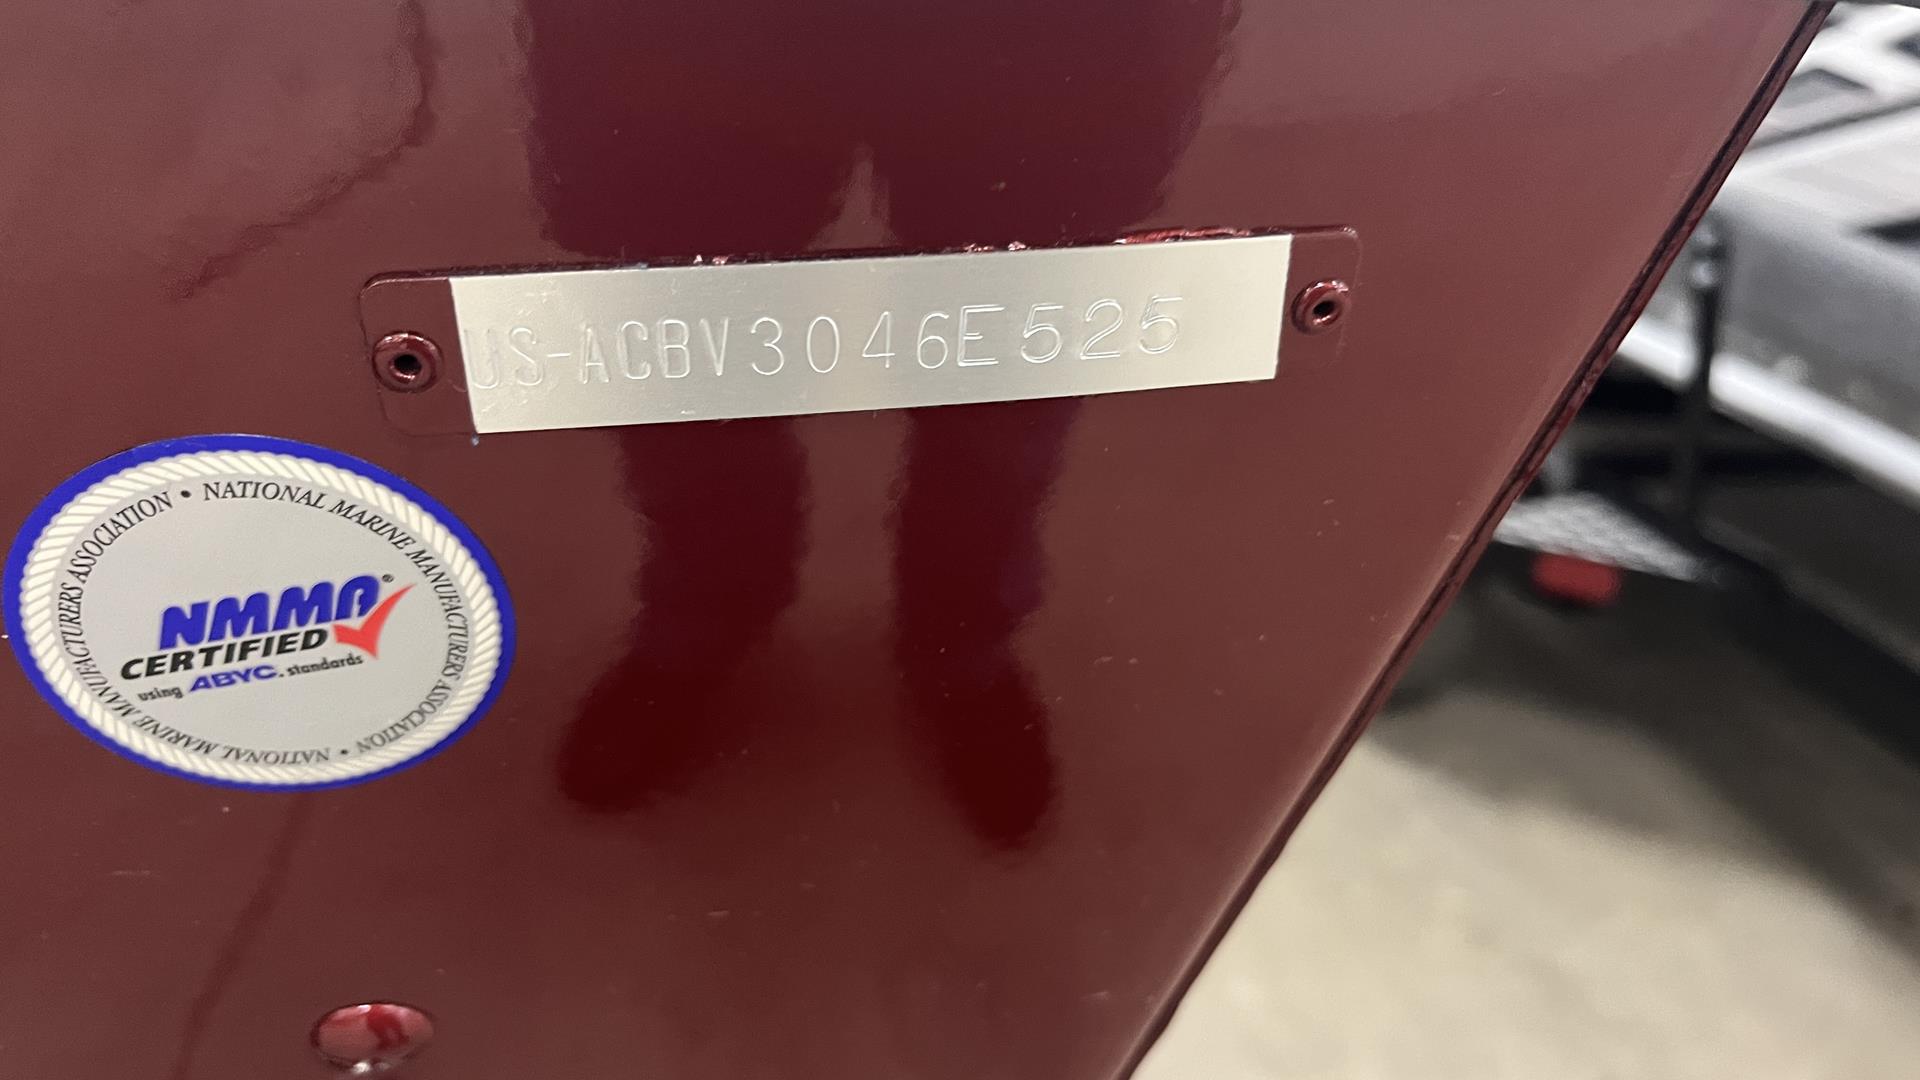 US-ACBV3046E525
NATIONAL MARINE MANUFACTURERS ASSOCIATION • NATIONAL MARINE MANUFACTURERS ASSOCIATION •
NMMA®
CERTIFIED
using ABYC. standards